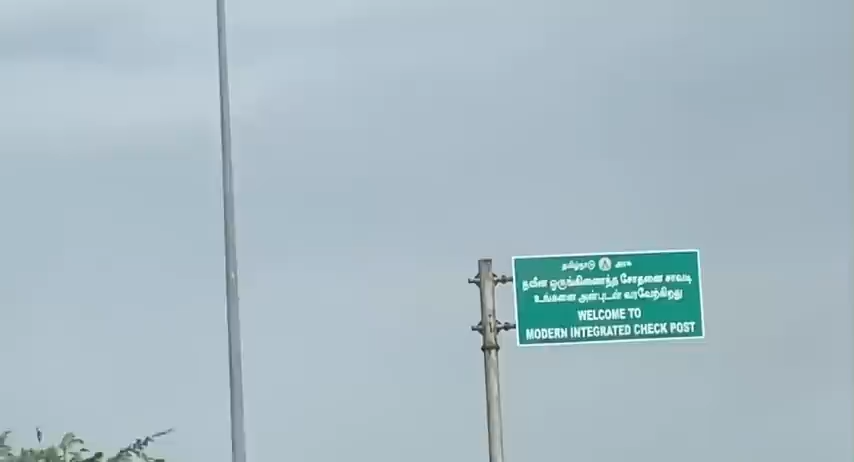 தமிழ்நாடு அரசு
நவீன ஒருங்கிணைந்த சோதனை சாவடி
உங்களை அன்புடன் வரவேற்கிறது
WELCOME TO
MODERN INTEGRATED CHECK POST